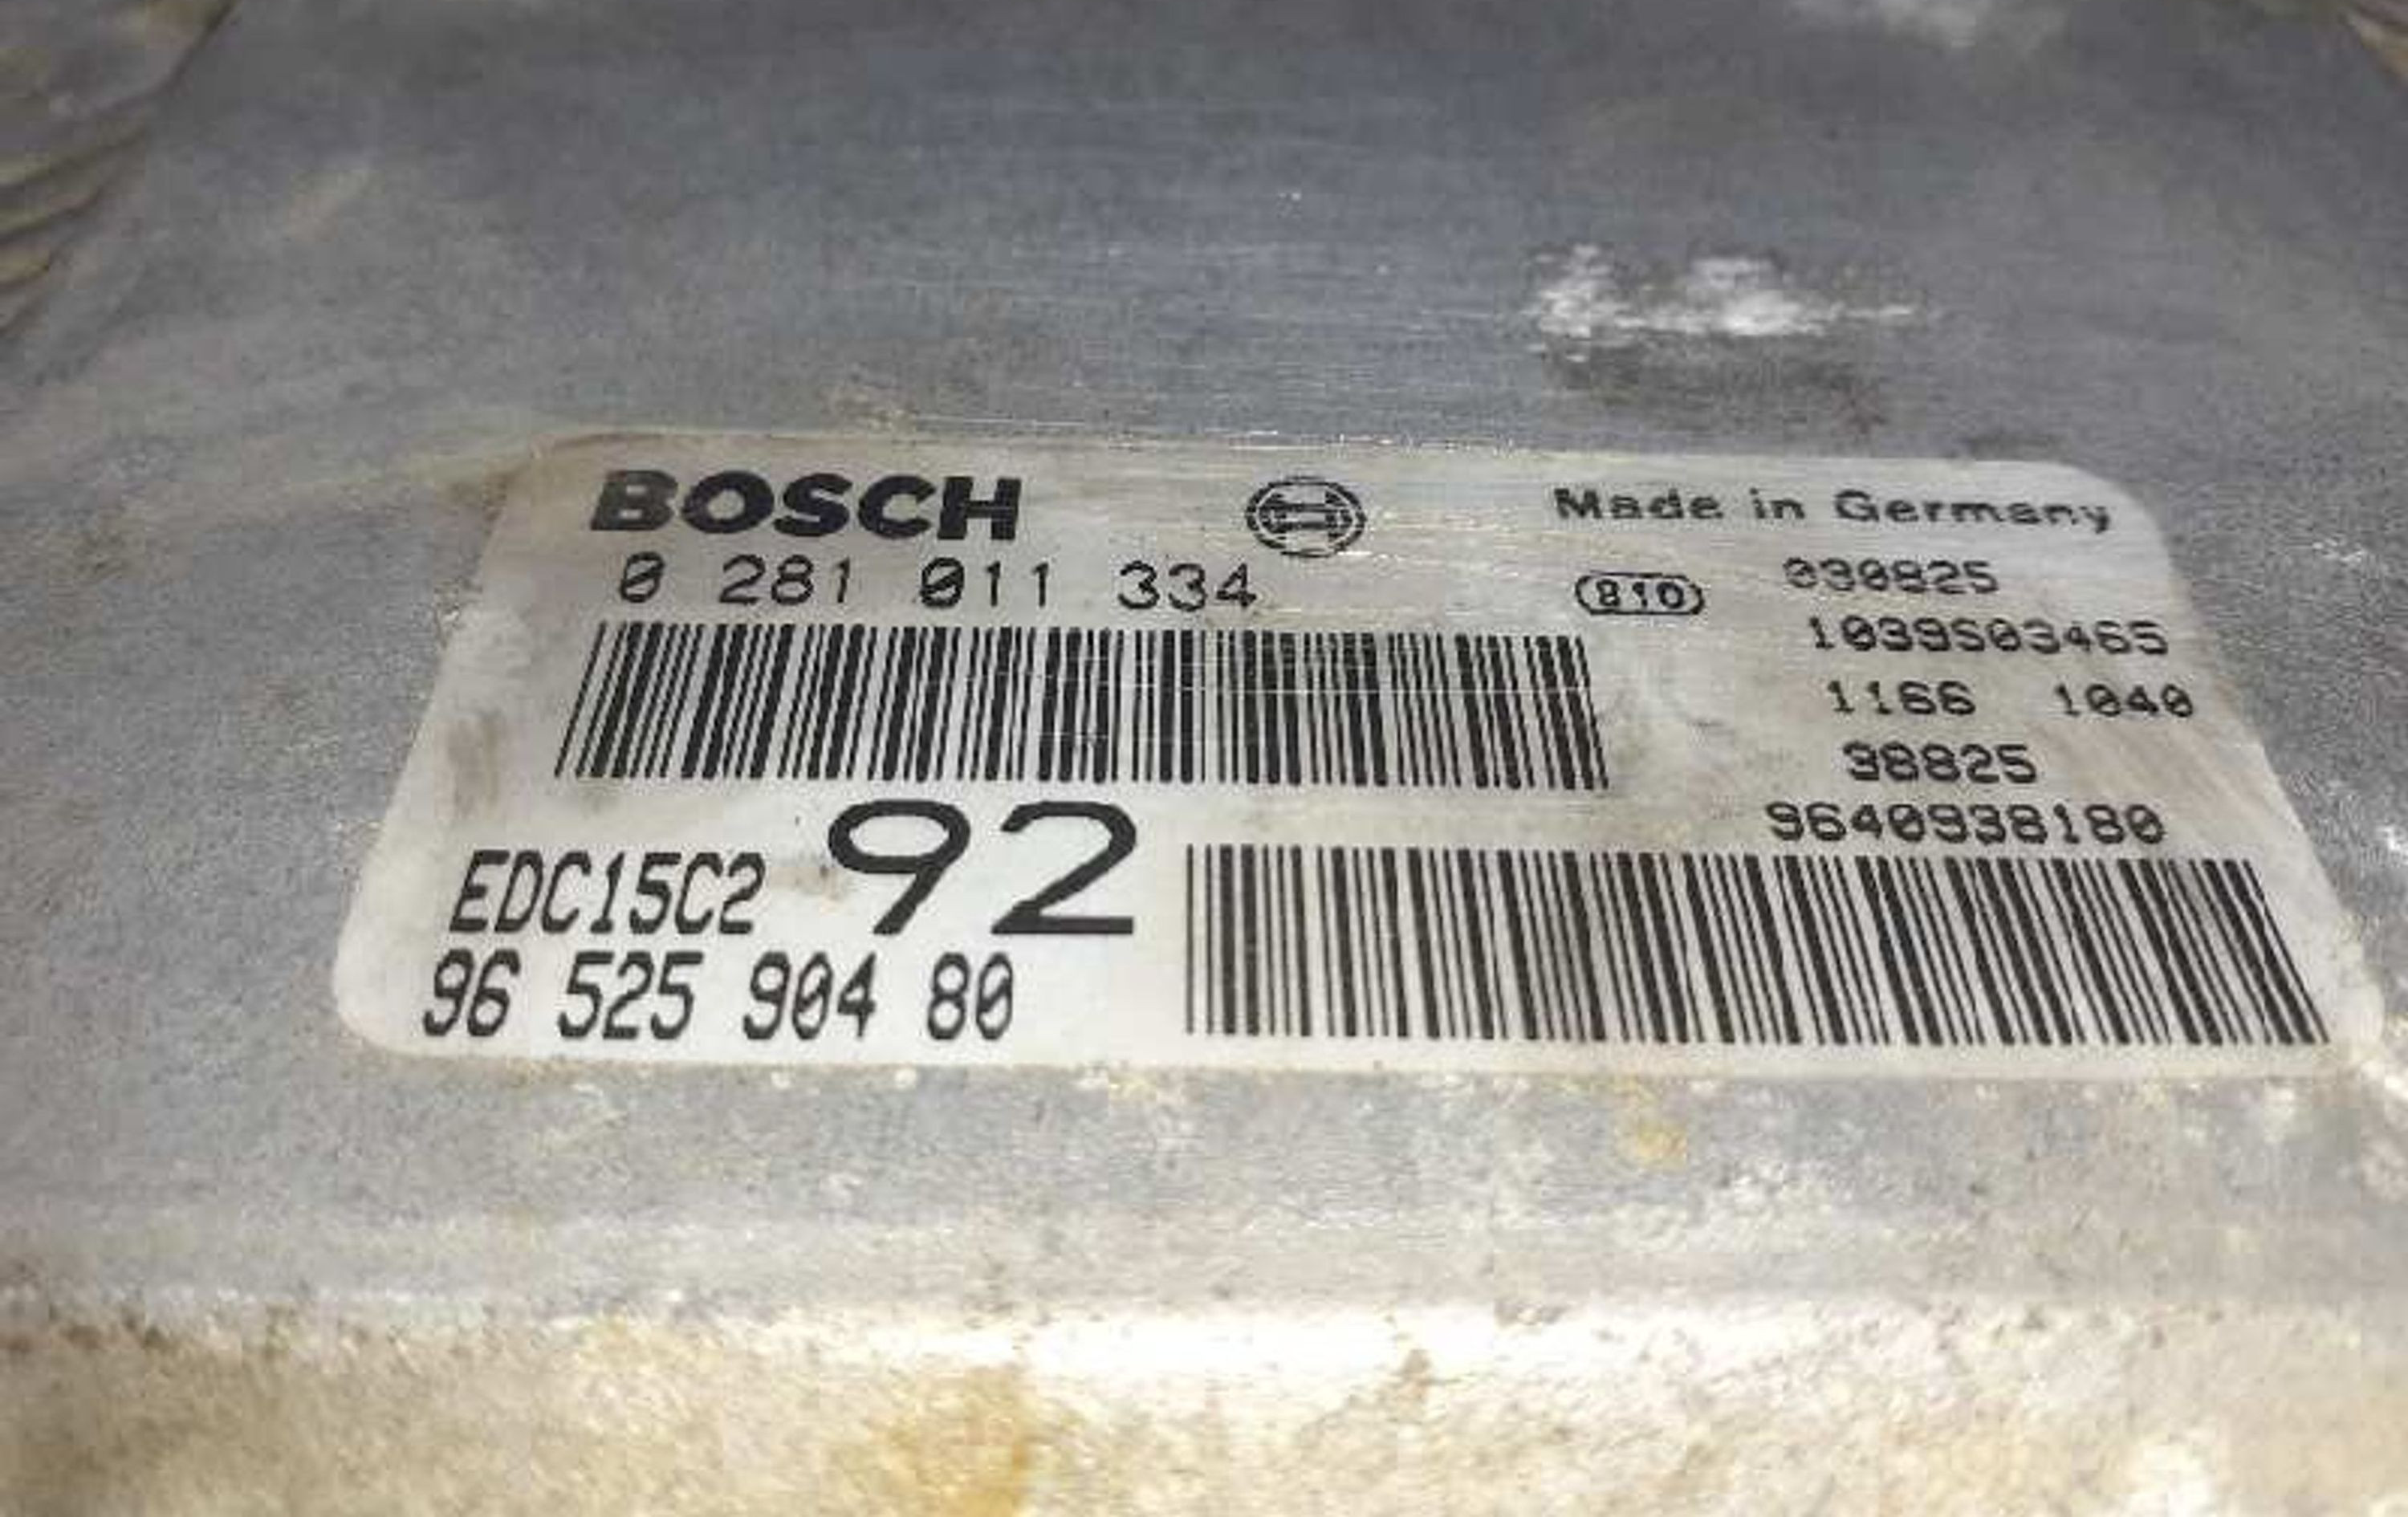 BOSCH
Made in Germany
0 281 011 334
810
030825
1039S03465
1166 1040
38825
9640938180
EDC15C2
92
96 525 904 80